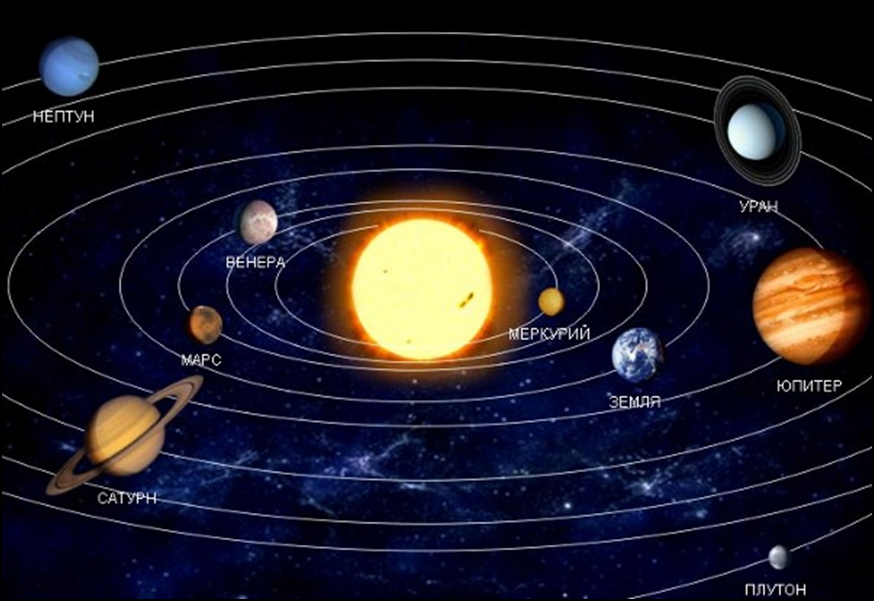 НЕПТУН
УРАН
ВЕНЕРА
МЕРКУРИЙ
МАРС
ЮПИТЕР
ЗЕМЛЯ
САТУРН
ПЛУТОН